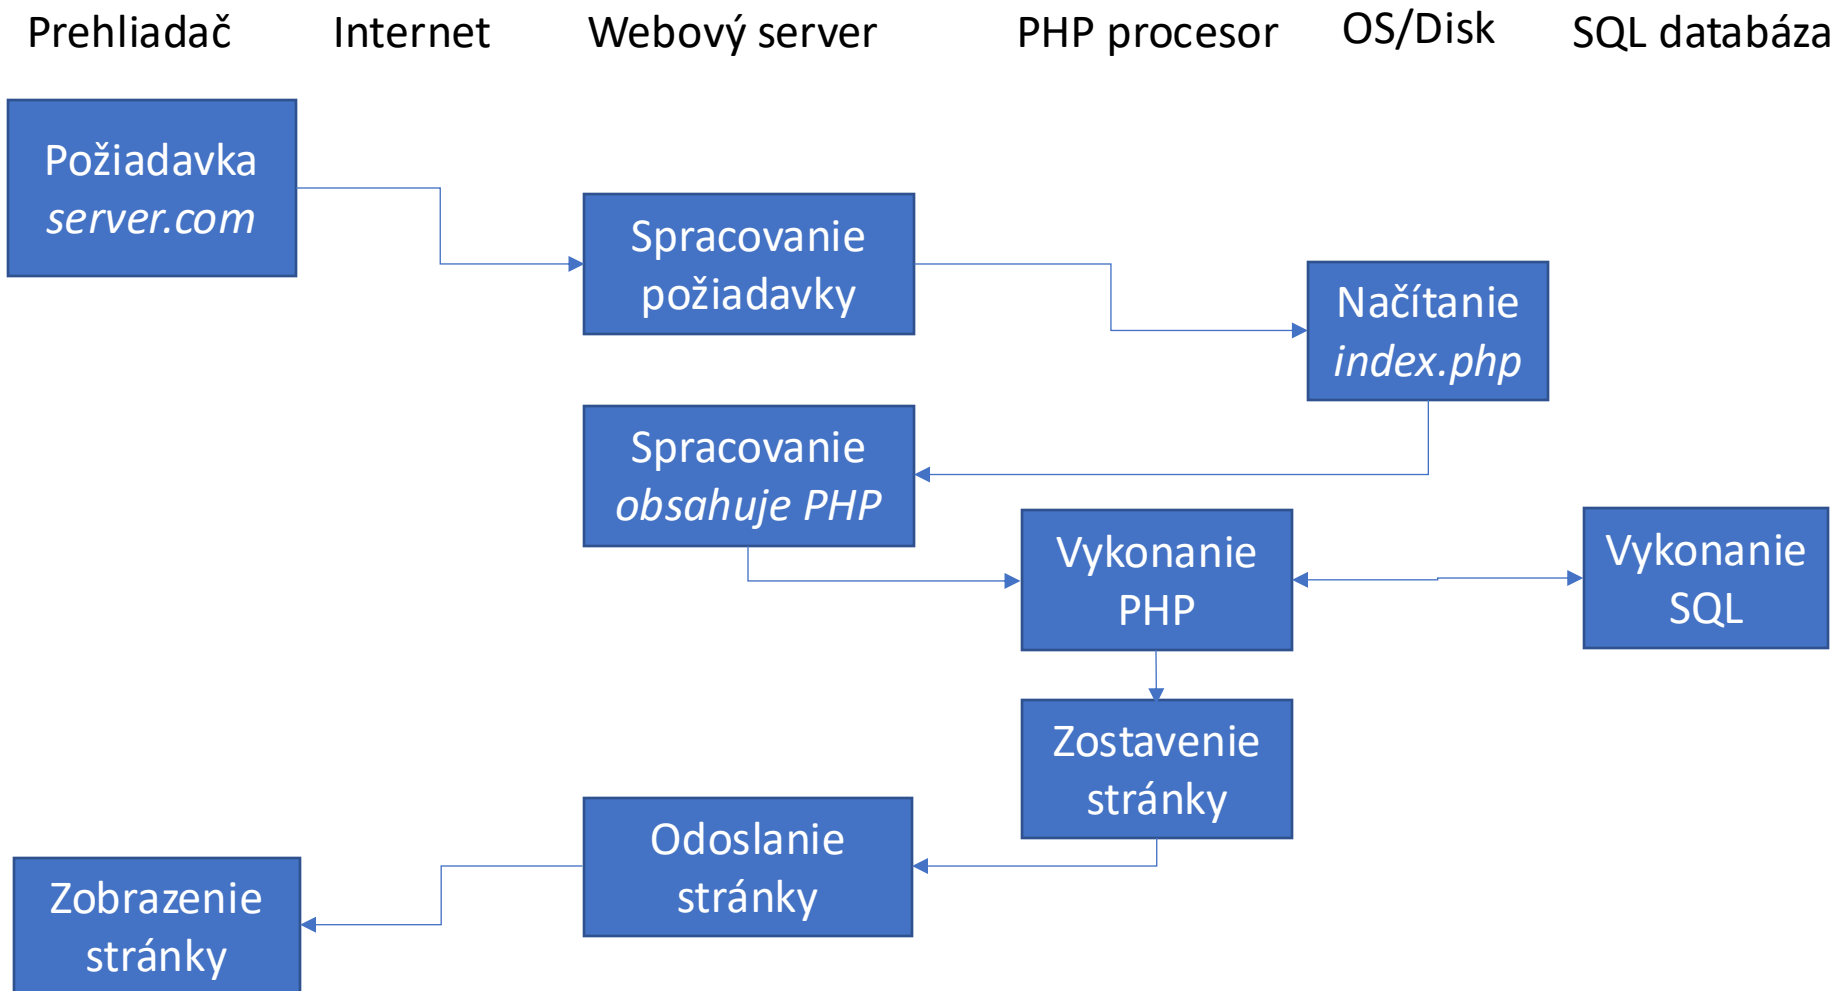 Prehliadač
Internet
Webový server
PHP procesor
OS/Disk
SQL databáza
Požiadavka
server.com
Spracovanie
požiadavky
Načítanie
index.php
Spracovanie
obsahuje PHP
Vykonanie
PHP
Vykonanie
SQL
Zostavenie
stránky
Odoslanie
stránky
Zobrazenie
stránky